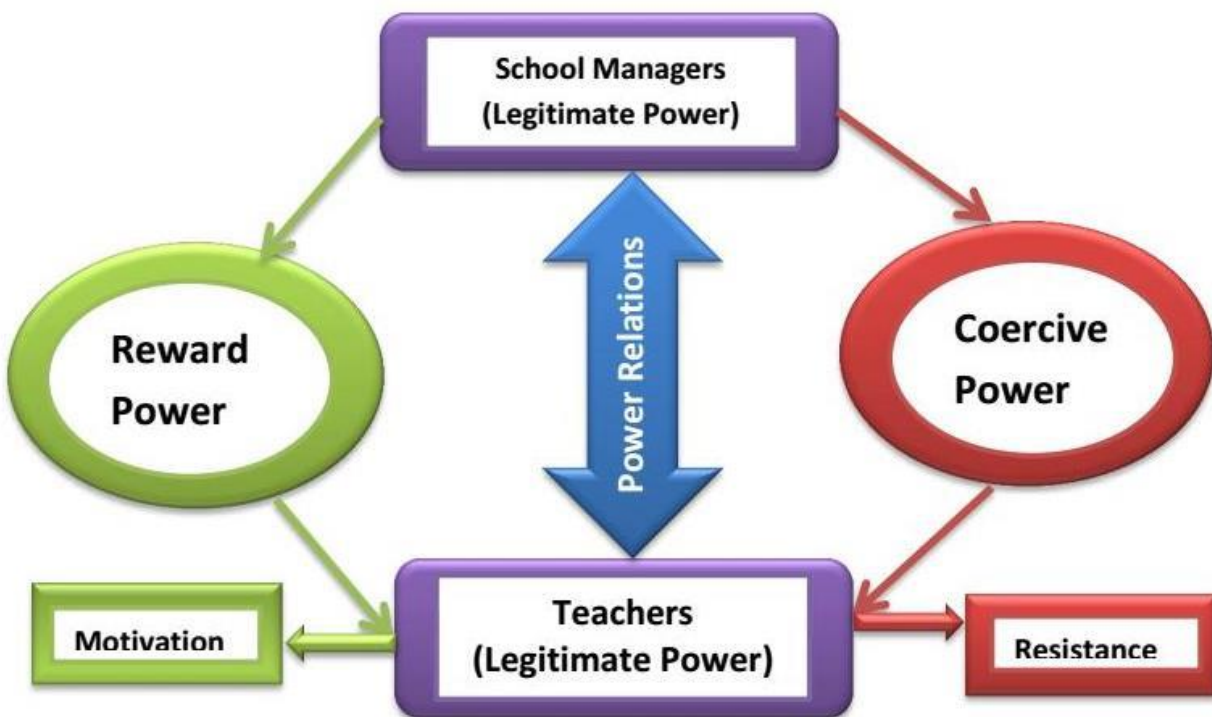 School Managers
(Legitimate Power)
Reward
Power
Power Relations
Coercive
Power
Teachers
(Legitimate Power)
Motivation
Resistance